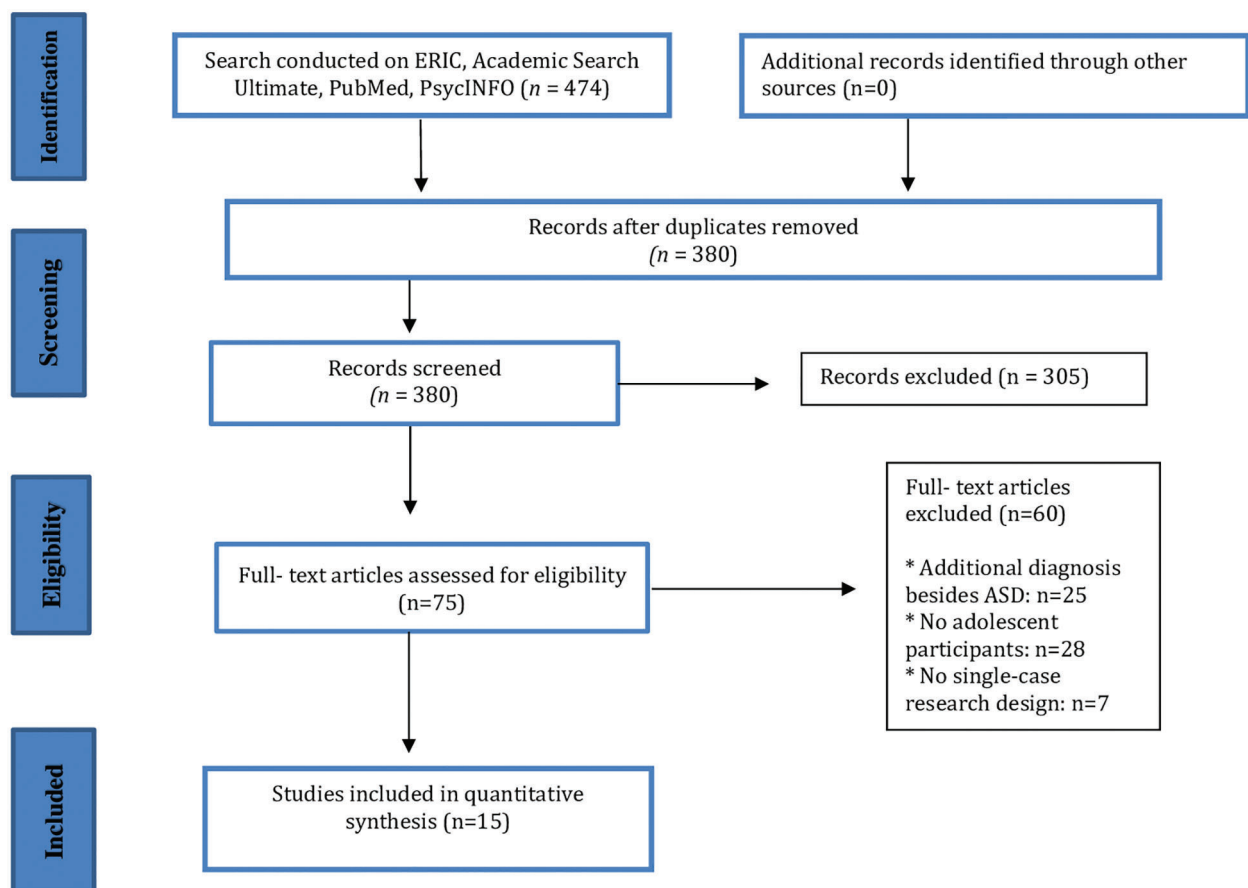 Identification
Search conducted on ERIC, Academic Search
Ultimate, PubMed, PsycINFO (n = 474)
Additional records identified through other
sources (n=0)
Screening
Records after duplicates removed
(n = 380)
Records screened
(n = 380)
Records excluded (n = 305)
Eligibility
Full- text articles assessed for eligibility
(n=75)
Full- text articles
excluded (n=60)
* Additional diagnosis
besides ASD: n=25
* No adolescent
participants: n=28
* No single-case
research design: n=7
Included
Studies included in quantitative
synthesis (n=15)